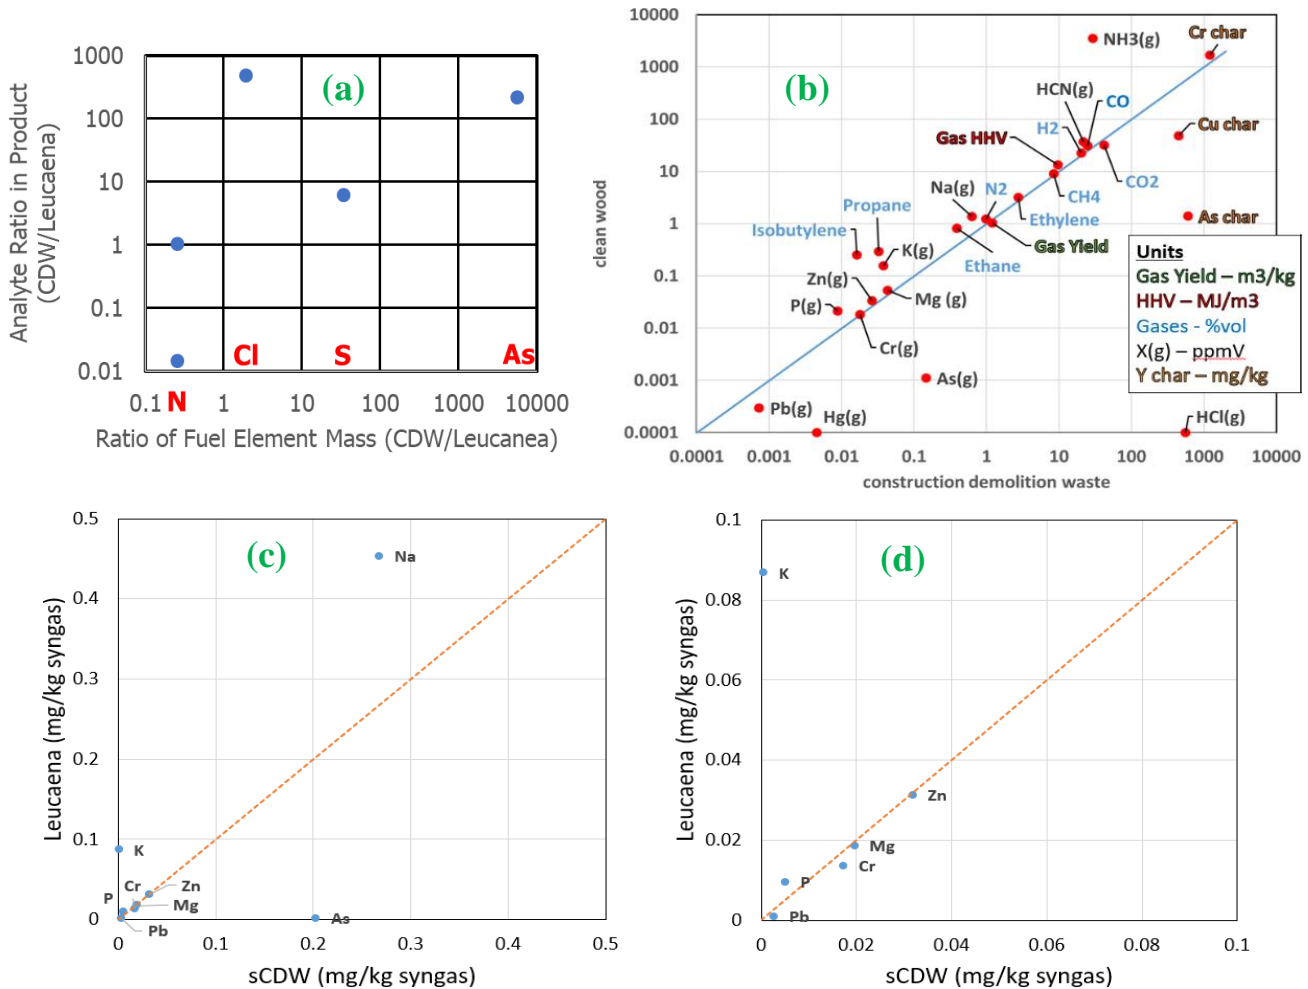 (a)
Analyte Ratio in Product
(CDW/Leucaena)
1000
100
10
1
0.1
0.01
Cl
S
As
N
0.1
1
10
100
1000
10000
Ratio of Fuel Element Mass (CDW/Leucanea)
(b)
clean wood
10000
1000
100
10
1
0.1
0.01
0.001
0.0001
NH3(g)
Cr char
HCN(g)
CO
H2
Cu char
Gas HHV
CO2
CH4
Na(g)
N2
Propane
Ethylene
As char
Isobutylene
Gas Yield
K(g)
Ethane
Zn(g)
Mg (g)
P(g)
Cr(g)
As(g)
Pb(g)
Hg(g)
HCl(g)
Units
Gas Yield – m3/kg
HHV – MJ/m3
Gases - %vol
X(g) – ppmV
Y char – mg/kg
0.0001
0.001
0.01
0.1
1
10
100
1000
10000
construction demolition waste
(c)
Leucaena (mg/kg syngas)
0.5
0.4
0.3
0.2
0.1
0
Na
K
Cr
Zn
P
Mg
Pb
As
0
0.1
0.2
0.3
0.4
0.5
sCDW (mg/kg syngas)
(d)
Leucaena (mg/kg syngas)
0.1
0.08
0.06
0.04
0.02
0
K
Zn
Mg
Cr
P
Pb
0
0.02
0.04
0.06
0.08
0.1
sCDW (mg/kg syngas)